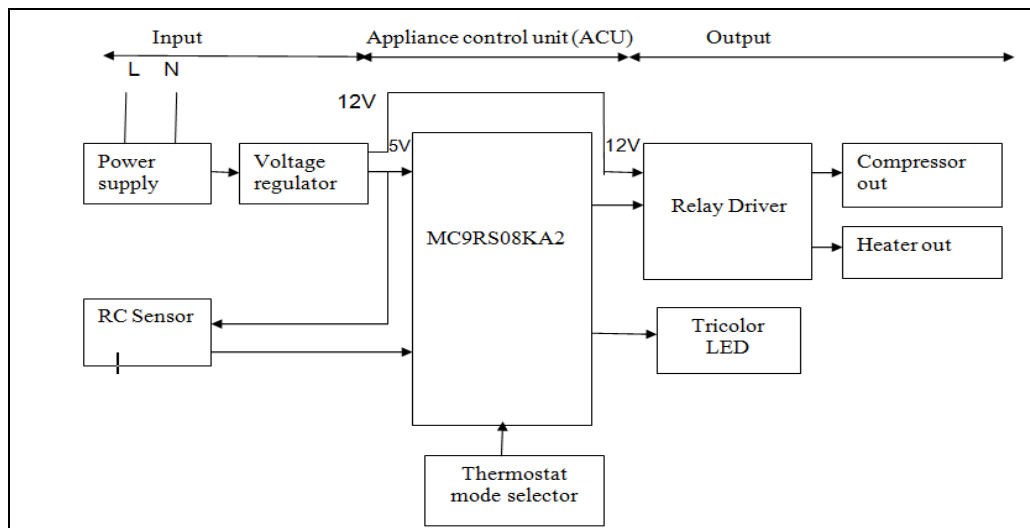 Input
Appliance control unit (ACU)
Output
L
N
12V
5V
12V
Power
supply
Voltage
regulator
MC9RS08KA2
Relay Driver
Compressor
out
Heater out
RC Sensor
Tricolor
LED
Thermostat
mode selector